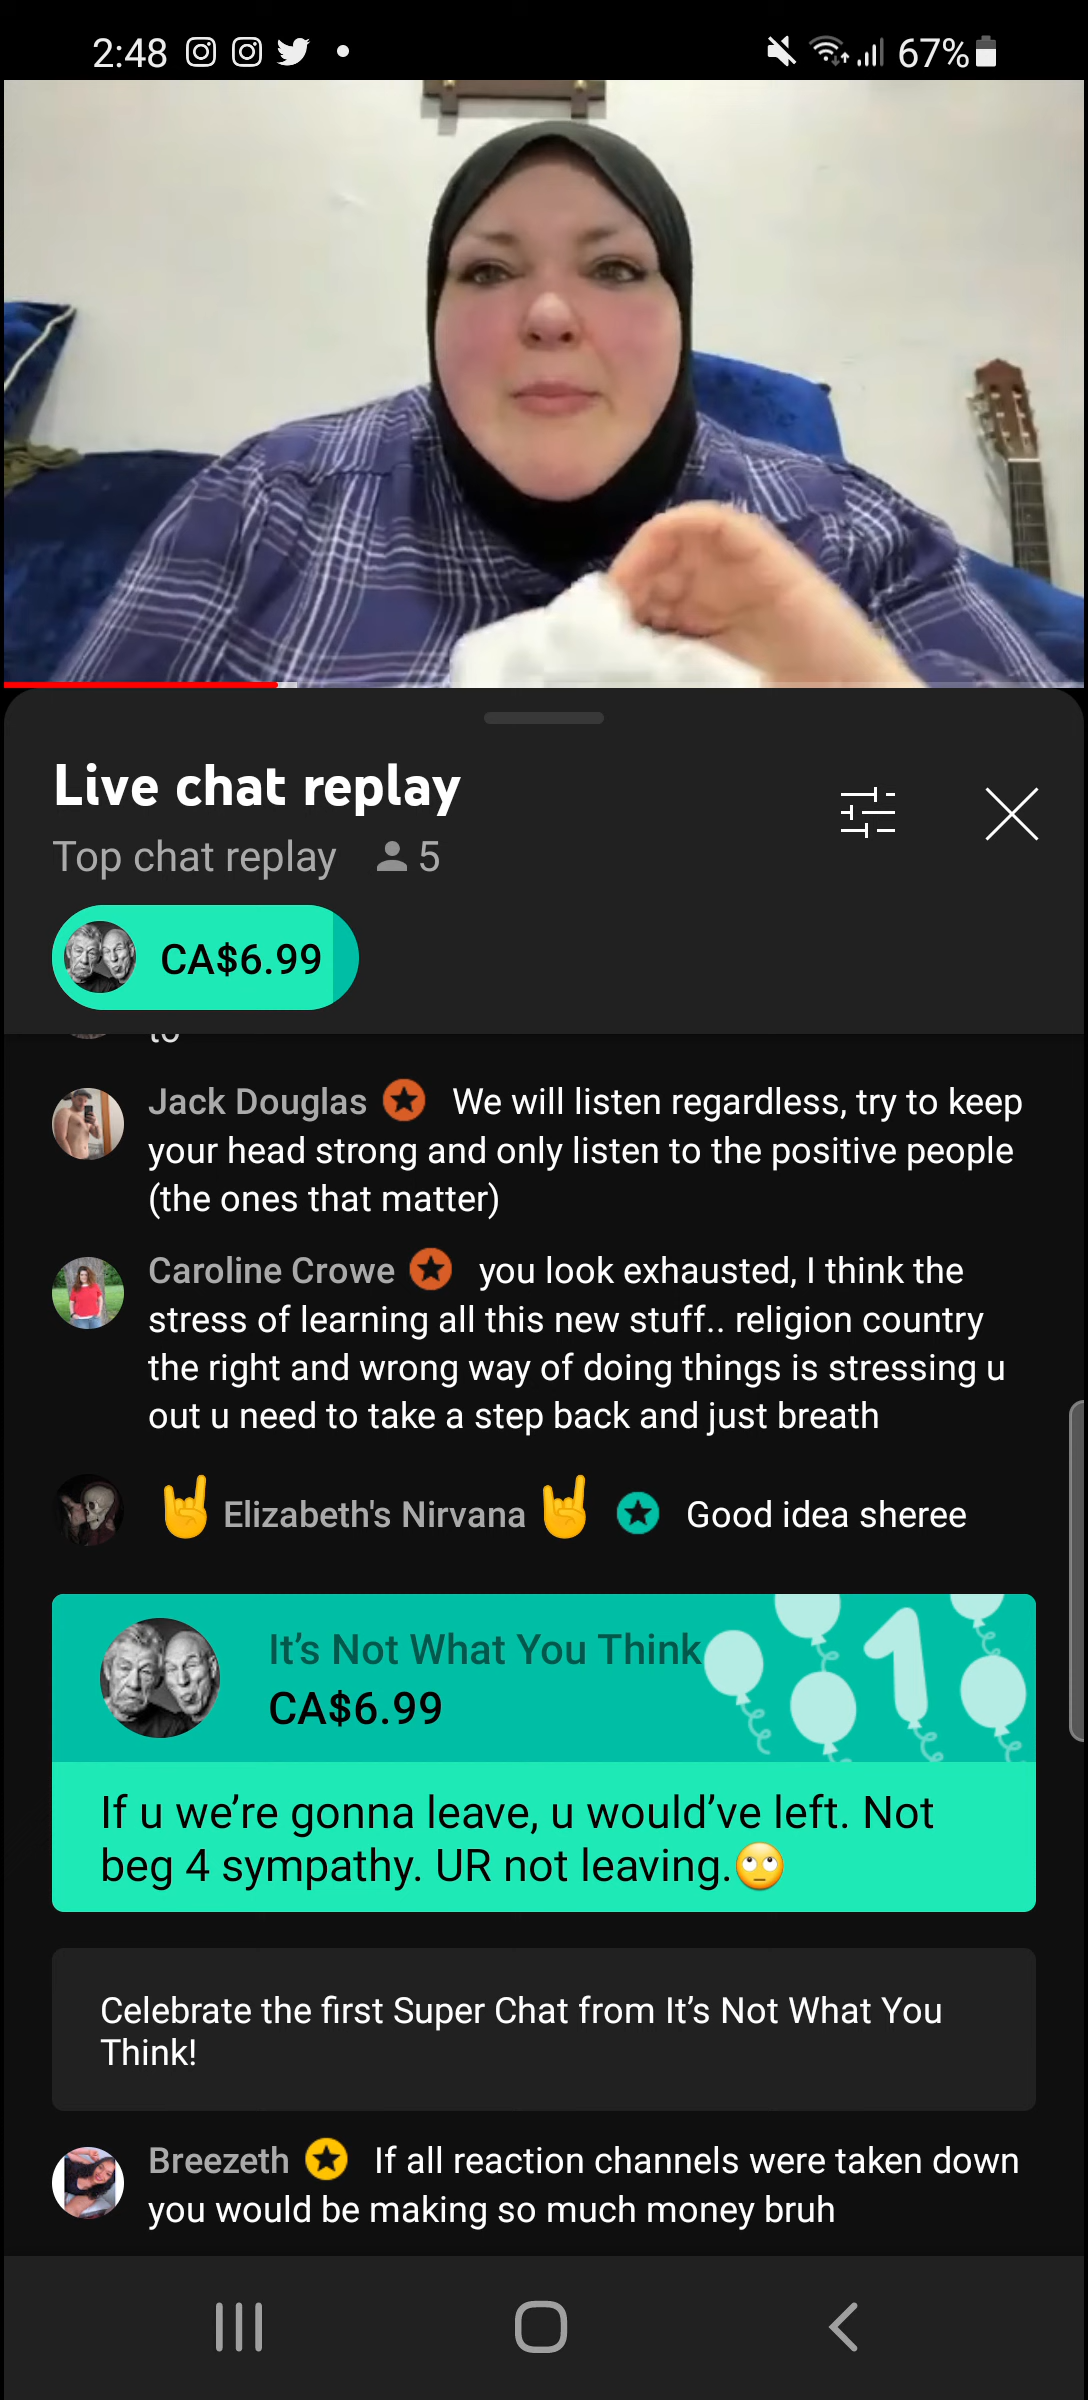 2:48 67%
Live chat replay
Top chat replay 5
CA$6.99
to
Jack Douglas We will listen regardless, try to keep
your head strong and only listen to the positive people
(the ones that matter)
Caroline Crowe you look exhausted, I think the
stress of learning all this new stuff.. religion country
the right and wrong way of doing things is stressing u
out u need to take a step back and just breath
🤘Elizabeth's Nirvana🤘 Good idea sheree
It’s Not What You Think
CA$6.99
1
If u we’re gonna leave, u would’ve left. Not
beg 4 sympathy. UR not leaving.🙄
Celebrate the first Super Chat from It’s Not What You
Think!
Breezeth If all reaction channels were taken down
you would be making so much money bruh